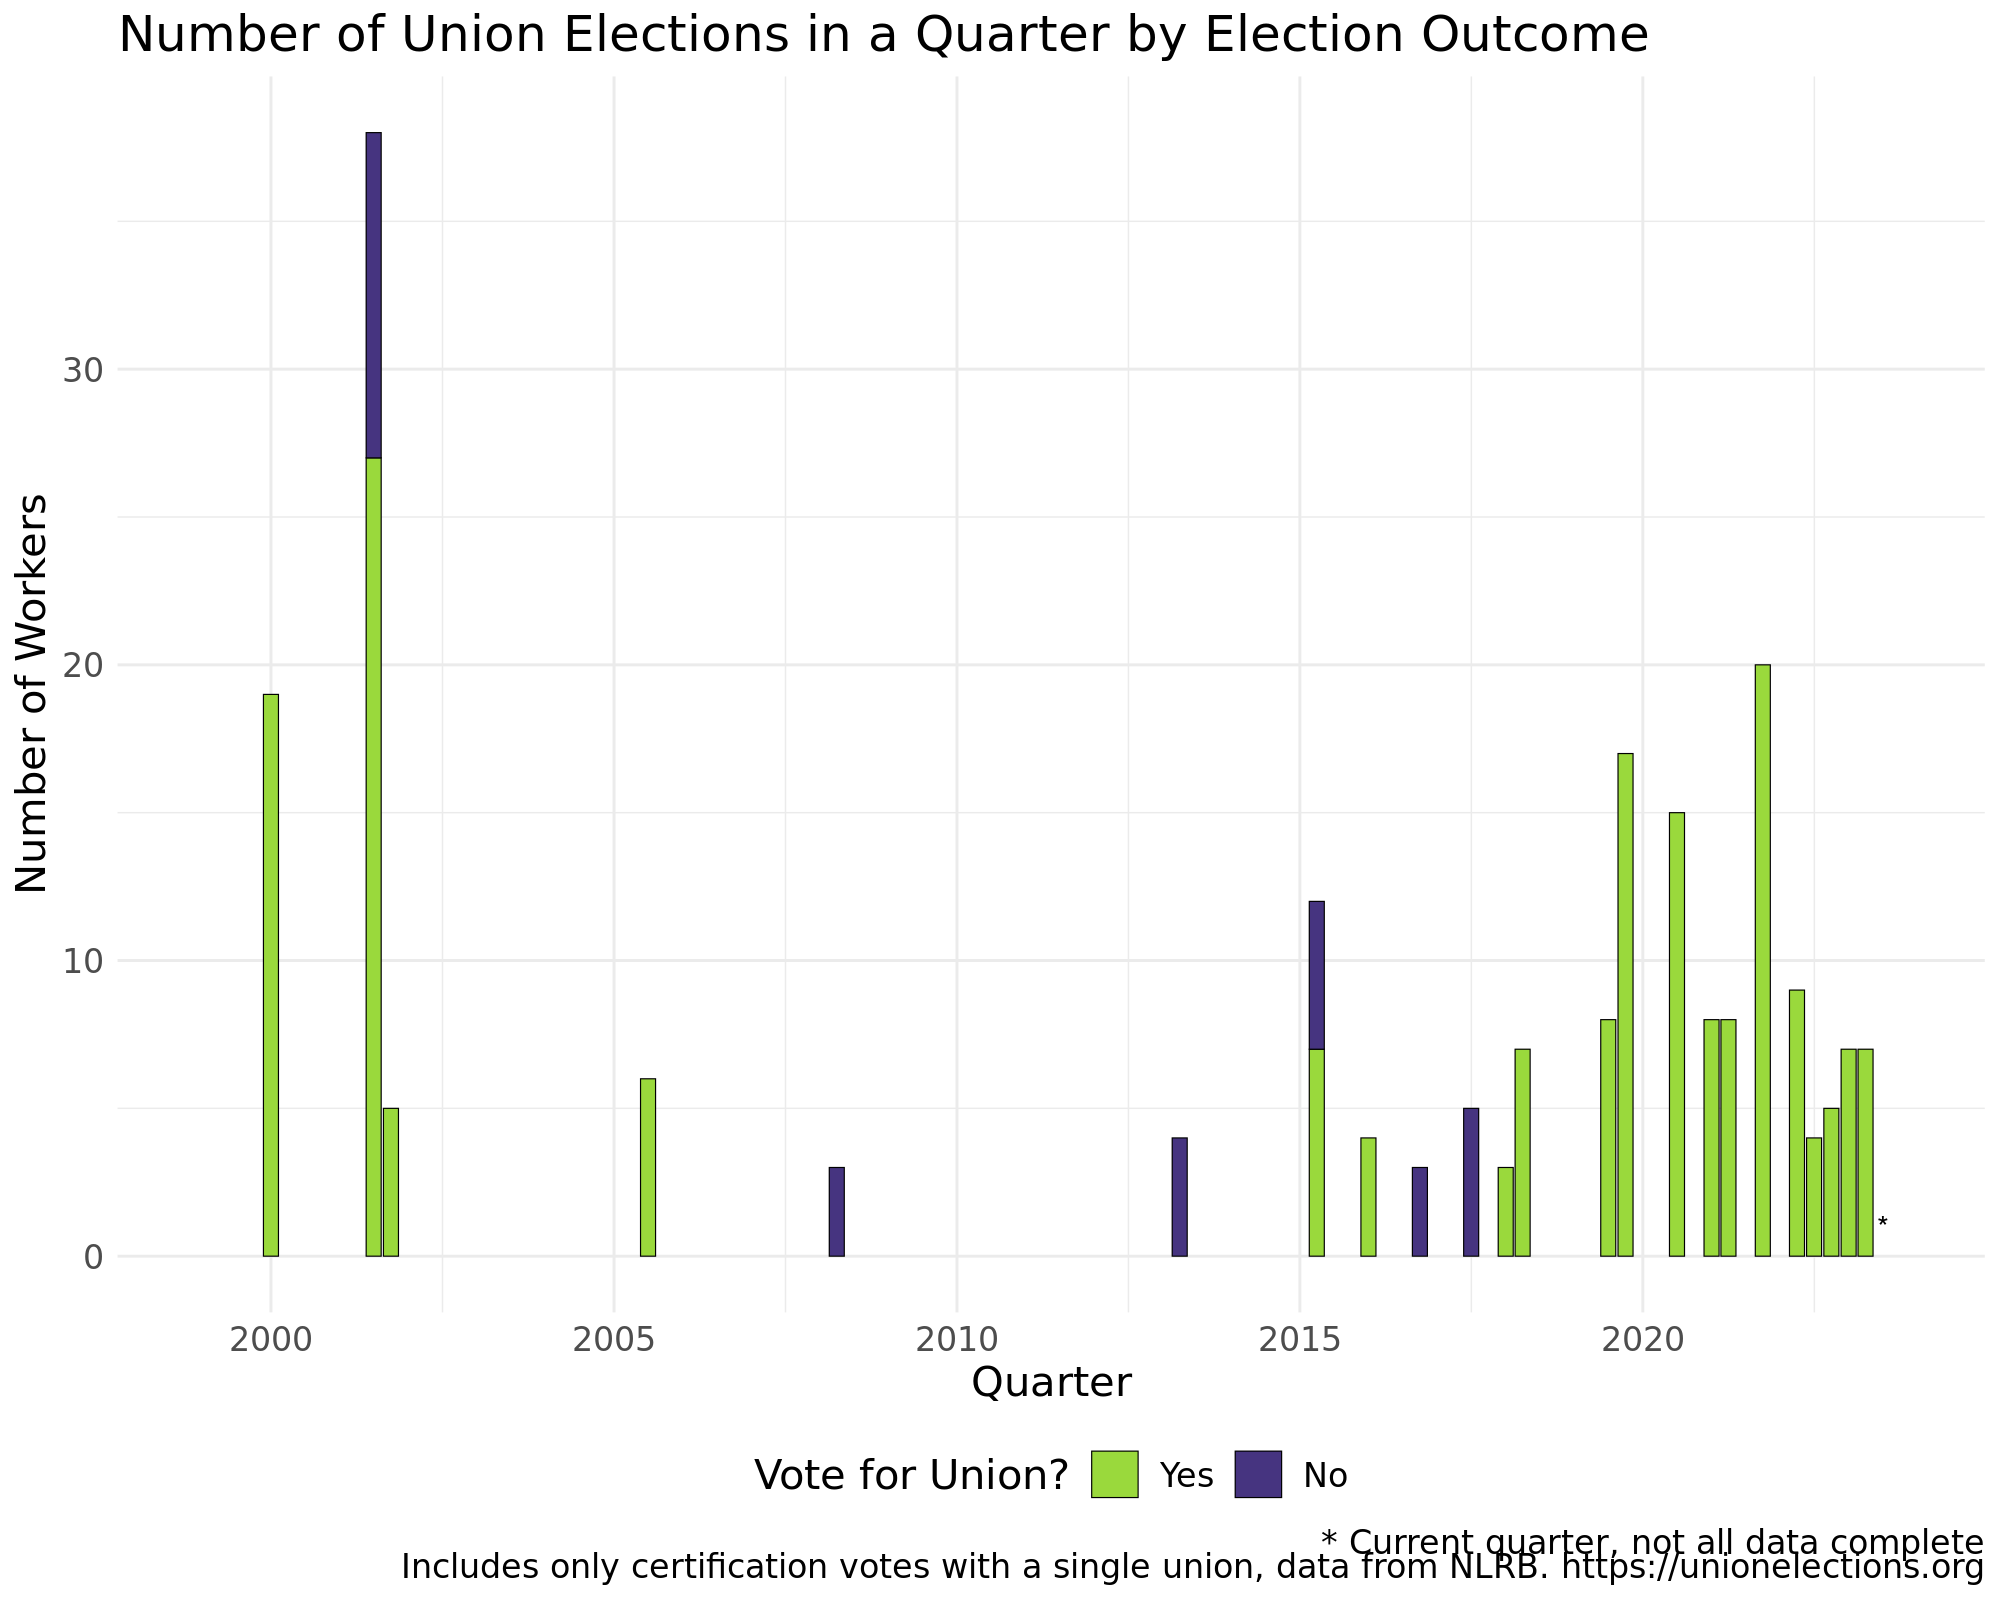 Number of Union Elections in a Quarter by Election Outcome
Number of Workers
30
20
10
0
*
2000 2005 2010 2015 2020
Quarter
Vote for Union? Yes No
* Current quarter, not all data complete
Includes only certification votes with a single union, data from NLRB. https://unionelections.org